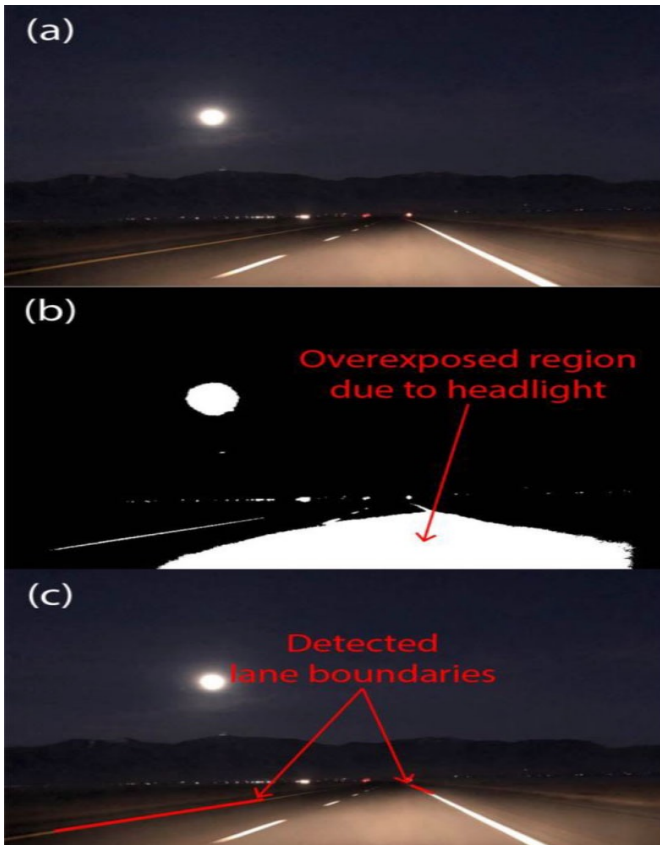 (a)
(b)
Overexposed region
due to headlight
(c)
Detected
lane boundaries